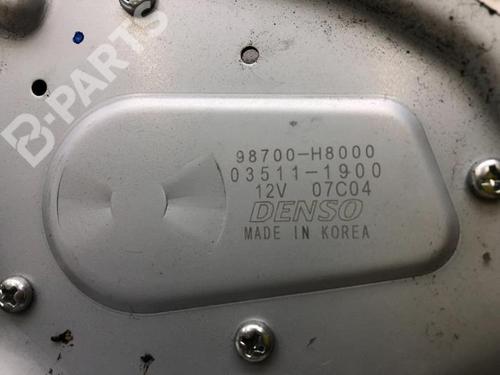 B-PARTS
98700-H8000
03511-1900
12V 07C04
DENSO
MADE IN KOREA